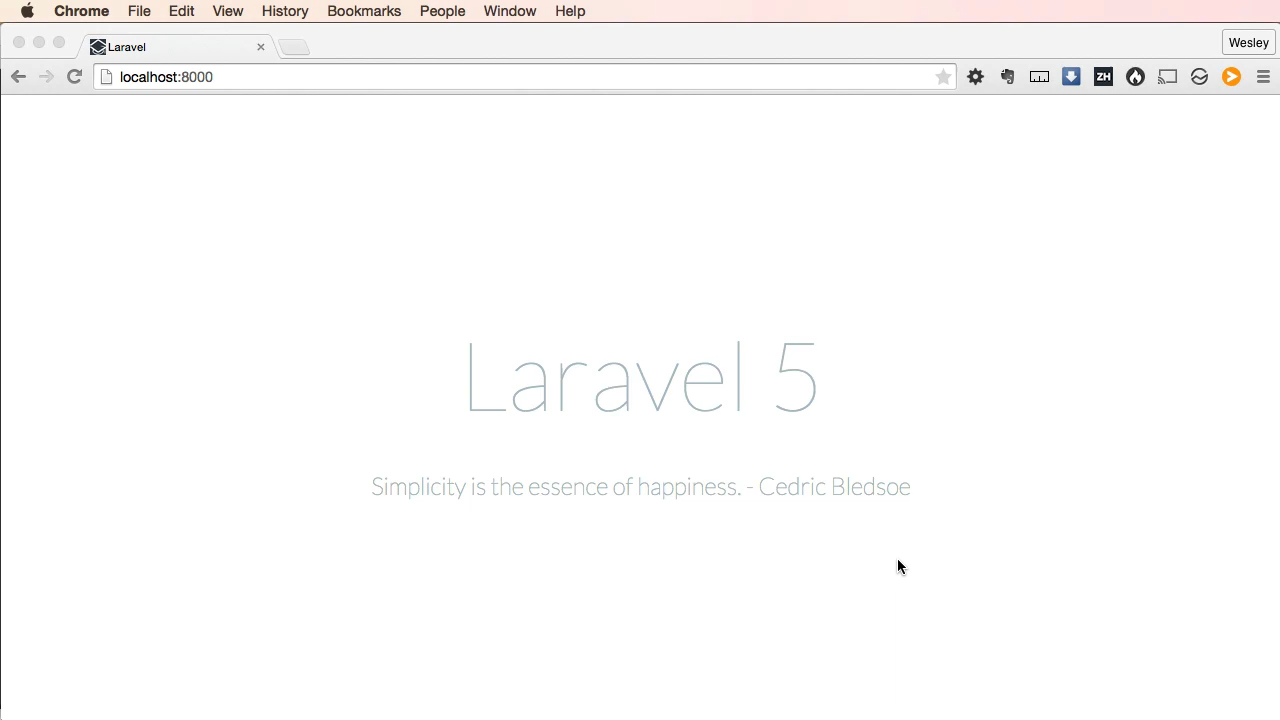 Chrome File Edit View History Bookmarks People Window Help
Laravel
Wesley
localhost:8000
ZH
Laravel 5
Simplicity is the essence of happiness. - Cedric Bledsoe